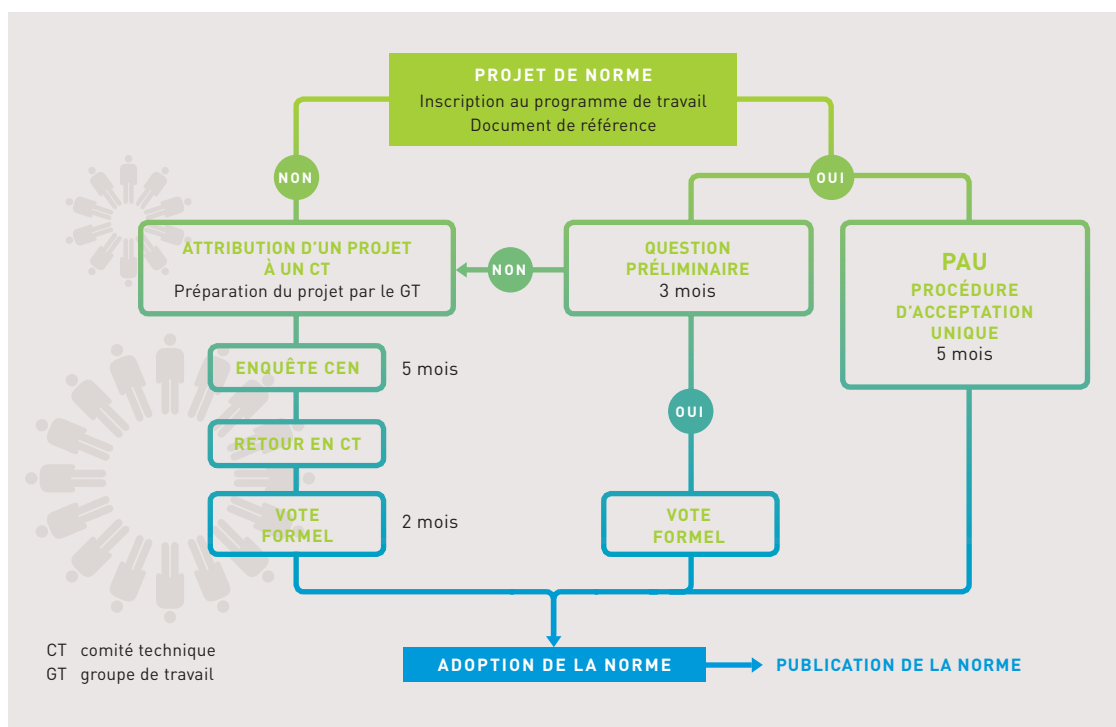 PROJET DE NORME
Inscription au programme de travail
Document de référence
NON
OUI
ATTRIBUTION D'UN PROJET
À UN CT
Préparation du projet par le GT
NON
QUESTION
PRÉLIMINAIRE
3 mois
PAU
PROCÉDURE
D'ACCEPTATION
UNIQUE
5 mois
ENQUÊTE CEN
5 mois
OUI
RETOUR EN CT
VOTE
FORMEL
2 mois
VOTE
FORMEL
CT comité technique
GT groupe de travail
ADOPTION DE LA NORME
PUBLICATION DE LA NORME